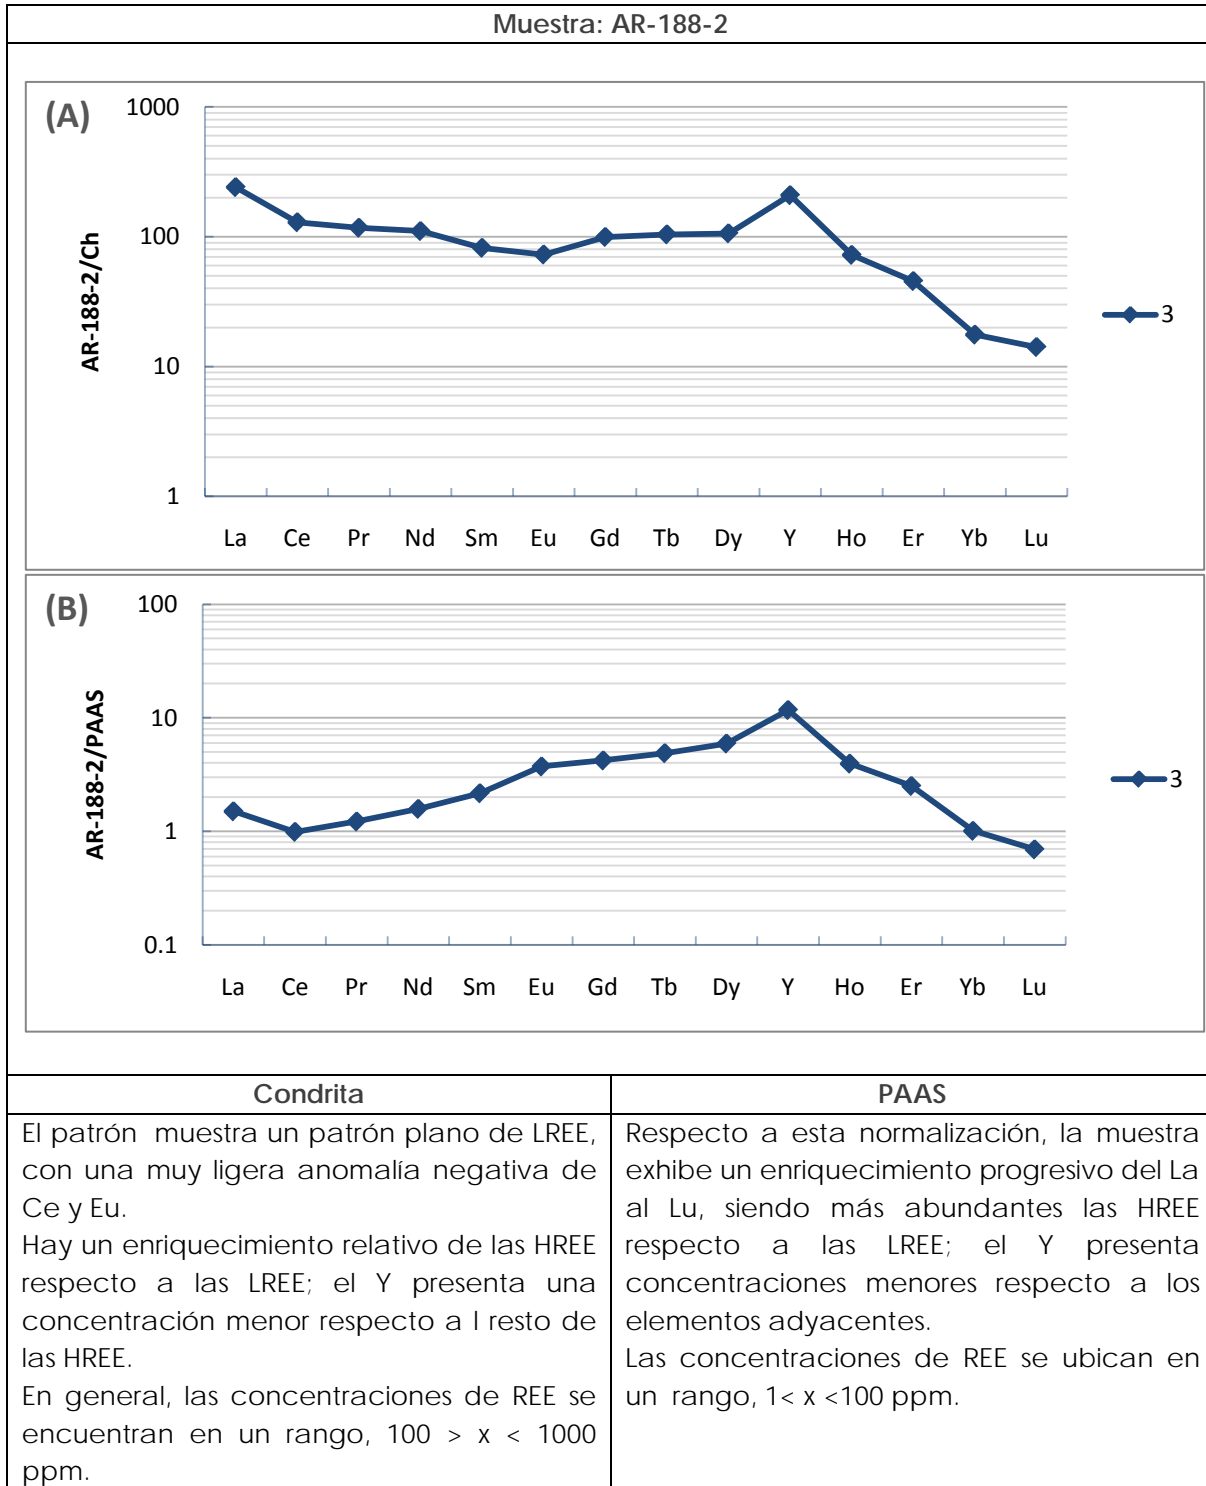 Muestra: AR-188-2
(A)
1000
100
10
1
AR-188-2/Ch
La Ce Pr Nd Sm Eu Gd Tb Dy Y Ho Er Yb Lu
3
(B)
100
10
1
0.1
AR-188-2/PAAS
La Ce Pr Nd Sm Eu Gd Tb Dy Y Ho Er Yb Lu
3
Condrita
El patrón muestra un patrón plano de LREE,
con una muy ligera anomalía negativa de
Ce y Eu.
Hay un enriquecimiento relativo de las HREE
respecto a las LREE; el Y presenta una
concentración menor respecto a l resto de
las HREE.
En general, las concentraciones de REE se
encuentran en un rango, 100 > x < 1000
ppm.
PAAS
Respecto a esta normalización, la muestra
exhibe un enriquecimiento progresivo del La
al Lu, siendo más abundantes las HREE
respecto a las LREE; el Y presenta
concentraciones menores respecto a los
elementos adyacentes.
Las concentraciones de REE se ubican en
un rango, 1< x <100 ppm.